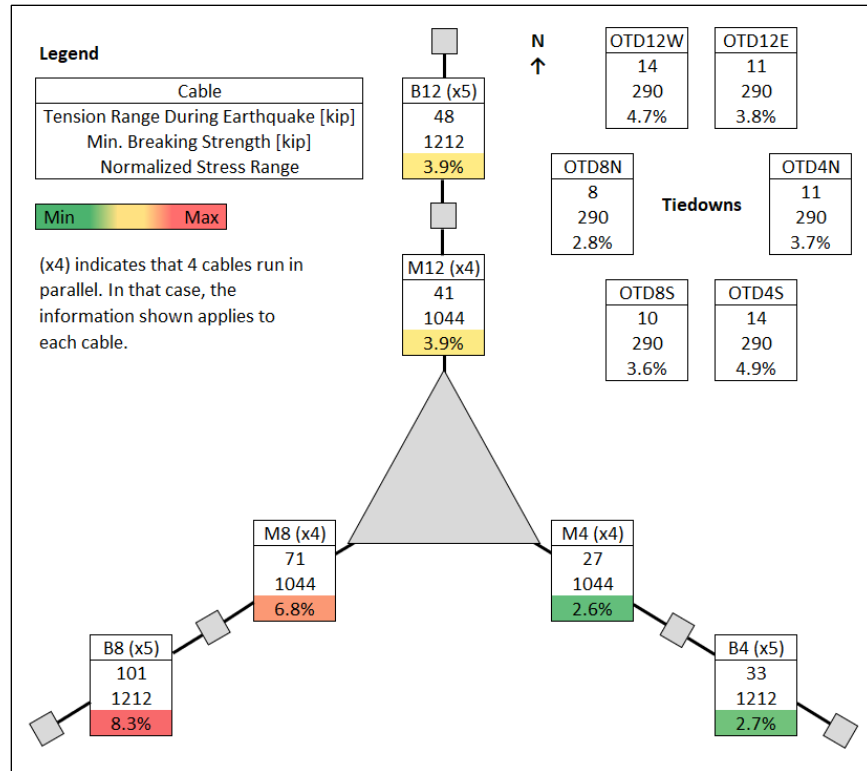 Legend
Cable
Tension Range During Earthquake [kip]
Min. Breaking Strength [kip]
Normalized Stress Range
Min Max
(x4) indicates that 4 cables run in
parallel. In that case, the
information shown applies to
each cable.
B12 (x5)
48
1212
3.9%
M12 (x4)
41
1044
3.9%
N
↑
OTD12W
14
290
4.7%
OTD12E
11
290
3.8%
OTD8N
8
290
2.8%
Tiedowns
OTD4N
11
290
3.7%
OTD8S
10
290
3.6%
OTD4S
14
290
4.9%
M8 (x4)
71
1044
6.8%
M4 (x4)
27
1044
2.6%
B8 (x5)
101
1212
8.3%
B4 (x5)
33
1212
2.7%